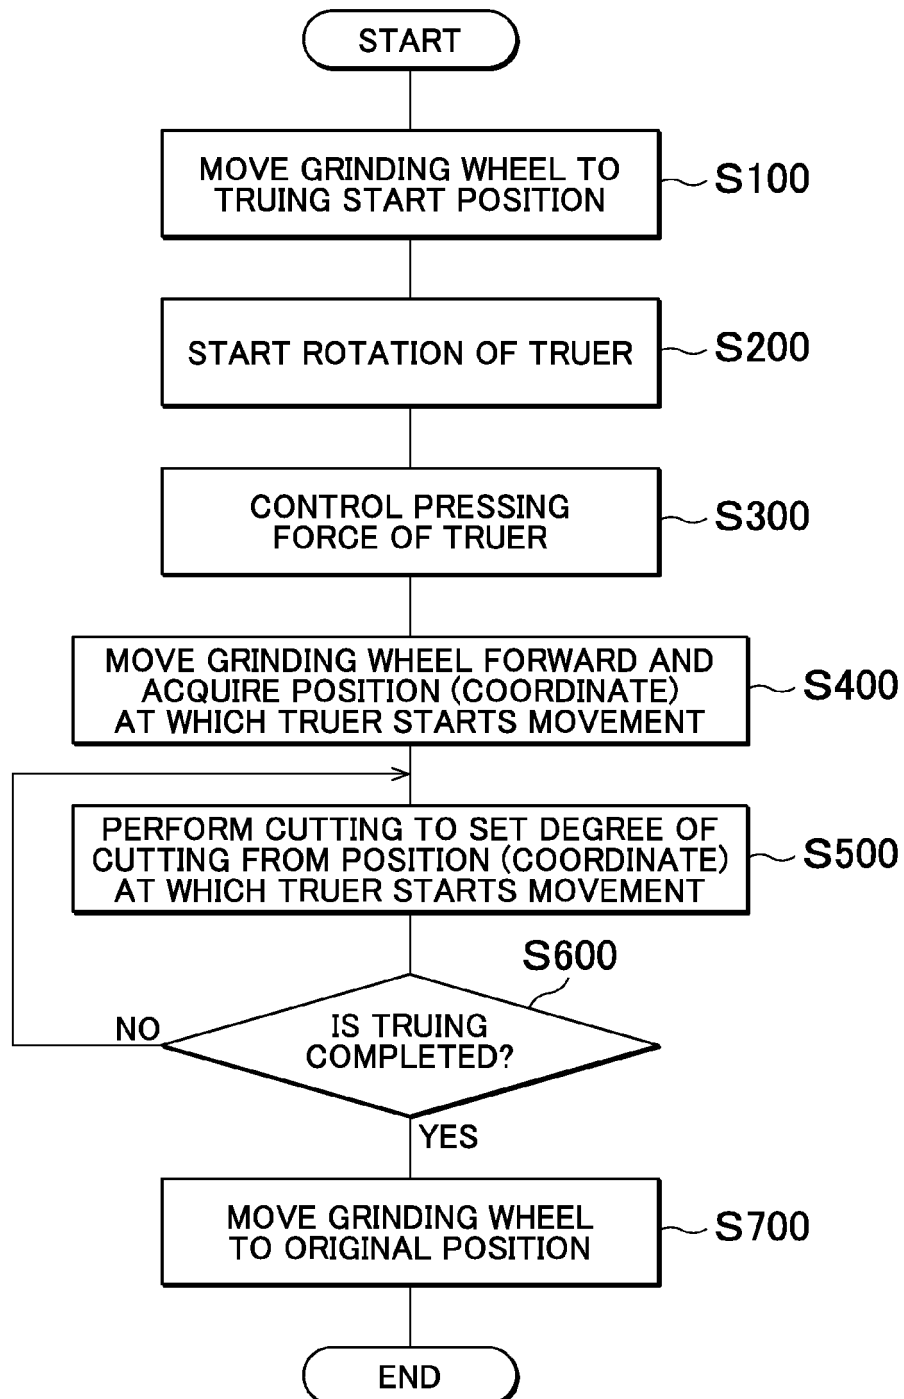 START
MOVE GRINDING WHEEL TO
TRUING START POSITION
S100
START ROTATION OF TRUER
S200
CONTROL PRESSING
FORCE OF TRUER
S300
MOVE GRINDING WHEEL FORWARD AND
ACQUIRE POSITION (COORDINATE)
AT WHICH TRUER STARTS MOVEMENT
S400
PERFORM CUTTING TO SET DEGREE OF
CUTTING FROM POSITION (COORDINATE)
AT WHICH TRUER STARTS MOVEMENT
S500
S600
IS TRUING
COMPLETED?
NO
YES
MOVE GRINDING WHEEL
TO ORIGINAL POSITION
S700
END